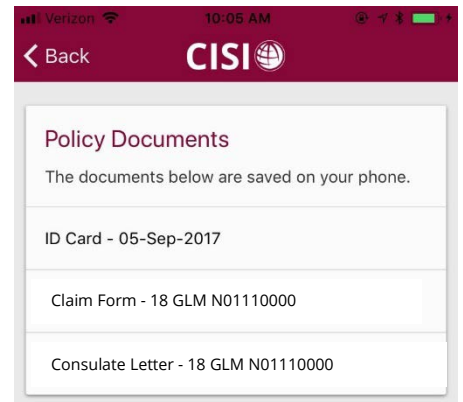 Verizon 10:05 AM
Back CISI
Policy Documents
The documents below are saved on your phone.
ID Card - 05-Sep-2017
Claim Form - 18 GLM N01110000
Consulate Letter - 18 GLM N01110000